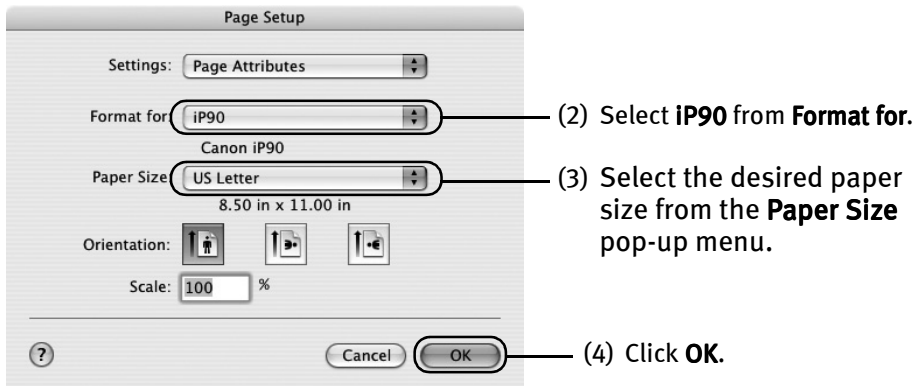 Page Setup
Settings: Page Attributes
Format for: iP90
(2) Select iP90 from Format for.
Canon iP90
Paper Size: US Letter
8.50 in x 11.00 in
(3) Select the desired paper
size from the Paper Size
pop-up menu.
Orientation:
Scale: 100 %
? Cancel OK
(4) Click OK.